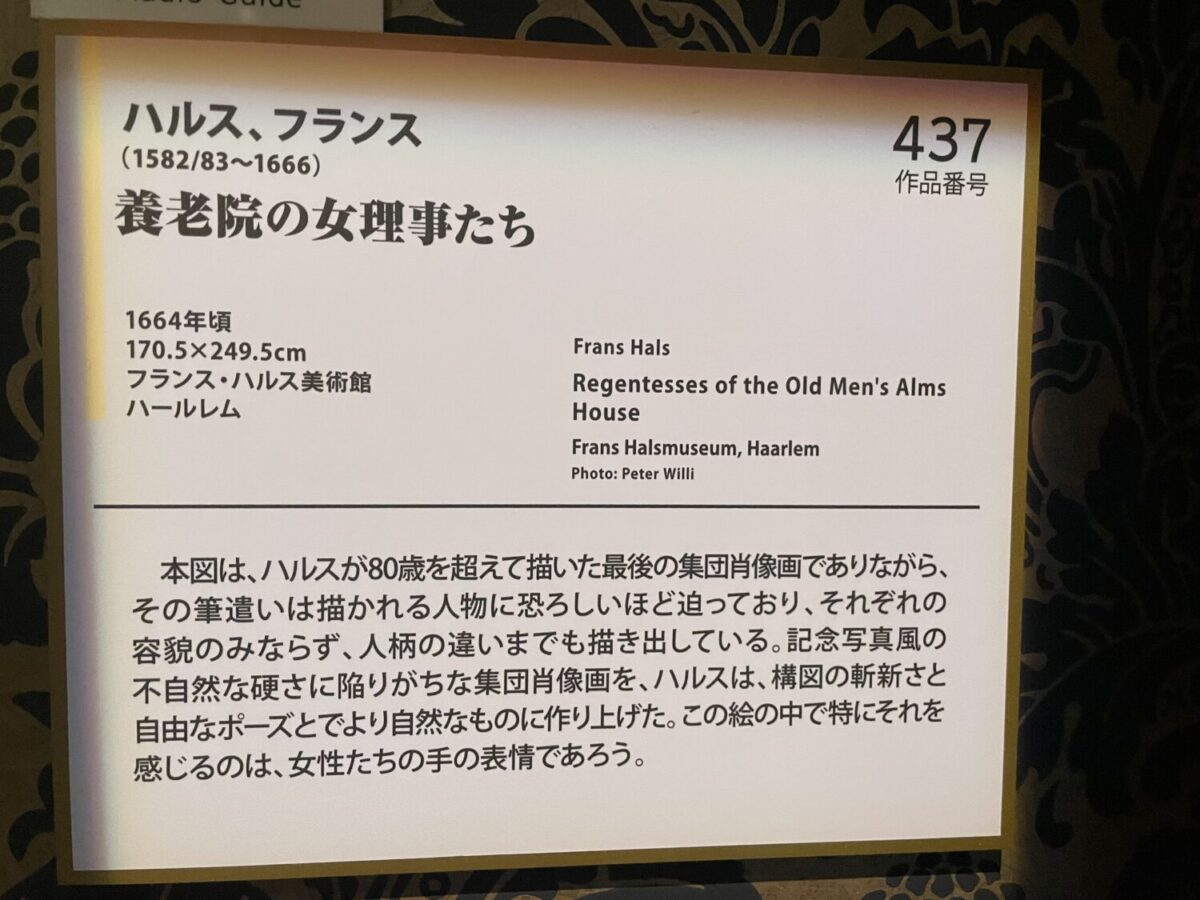 Audio Guide
ハルス、フランス
（1582/83〜1666）
養老院の女理事たち
437
作品番号
1664年頃
170.5×249.5cm
フランス・ハルス美術館
ハールレム
Frans Hals
Regentesses of the Old Men's Alms
House
Frans Halsmuseum, Haarlem
Photo: Peter Willi
本図は、ハルスが80歳を超えて描いた最後の集団肖像画でありながら、
その筆遣いは描かれる人物に恐ろしいほど迫っており、それぞれの
容貌のみならず、人柄の違いまでも描き出している。記念写真風の
不自然な硬さに陥りがちな集団肖像画を、ハルスは、構図の斬新さと
自由なポーズとでより自然なものに作り上げた。この絵の中で特にそれを
感じるのは、女性たちの手の表情であろう。